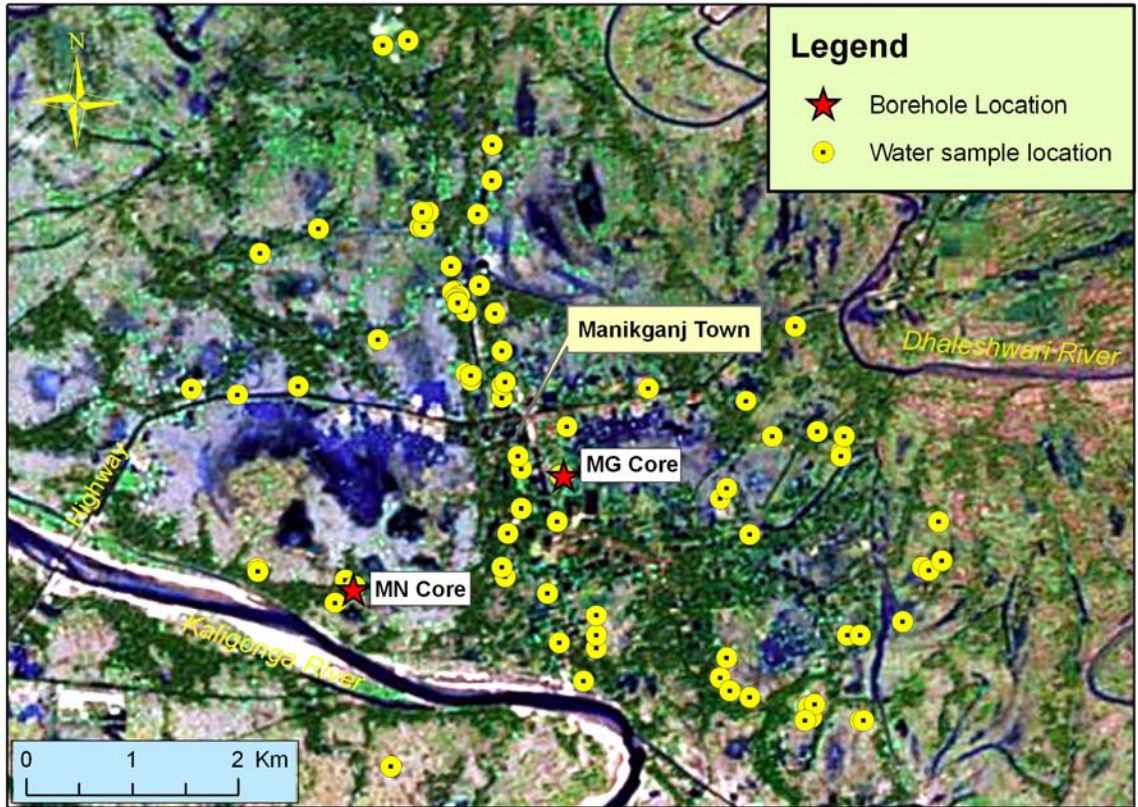 N
Legend
Borehole Location
Water sample location
Manikganj Town
Dhaleshwari River
MG Core
Highway
MN Core
Kaligonga River
0 1 2 Km